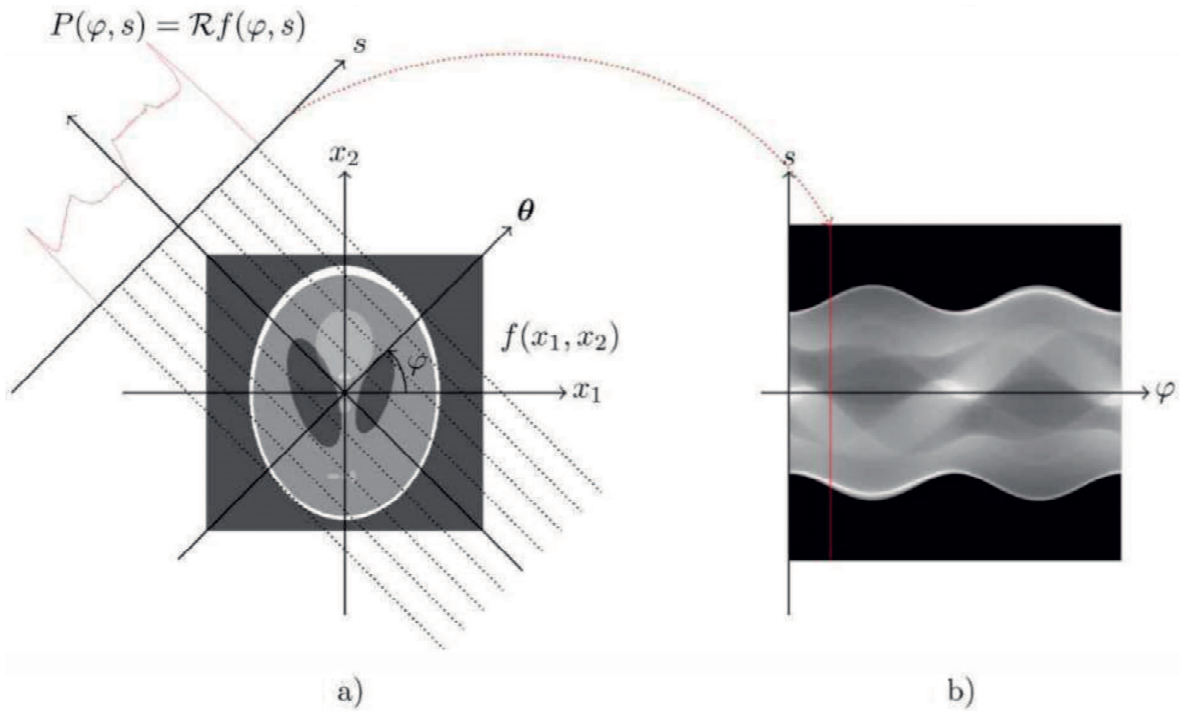 P(φ, s) = ℛf(φ, s)
s
x₂
θ
f(x₁, x₂)
φ
x₁
s
φ
a)
b)